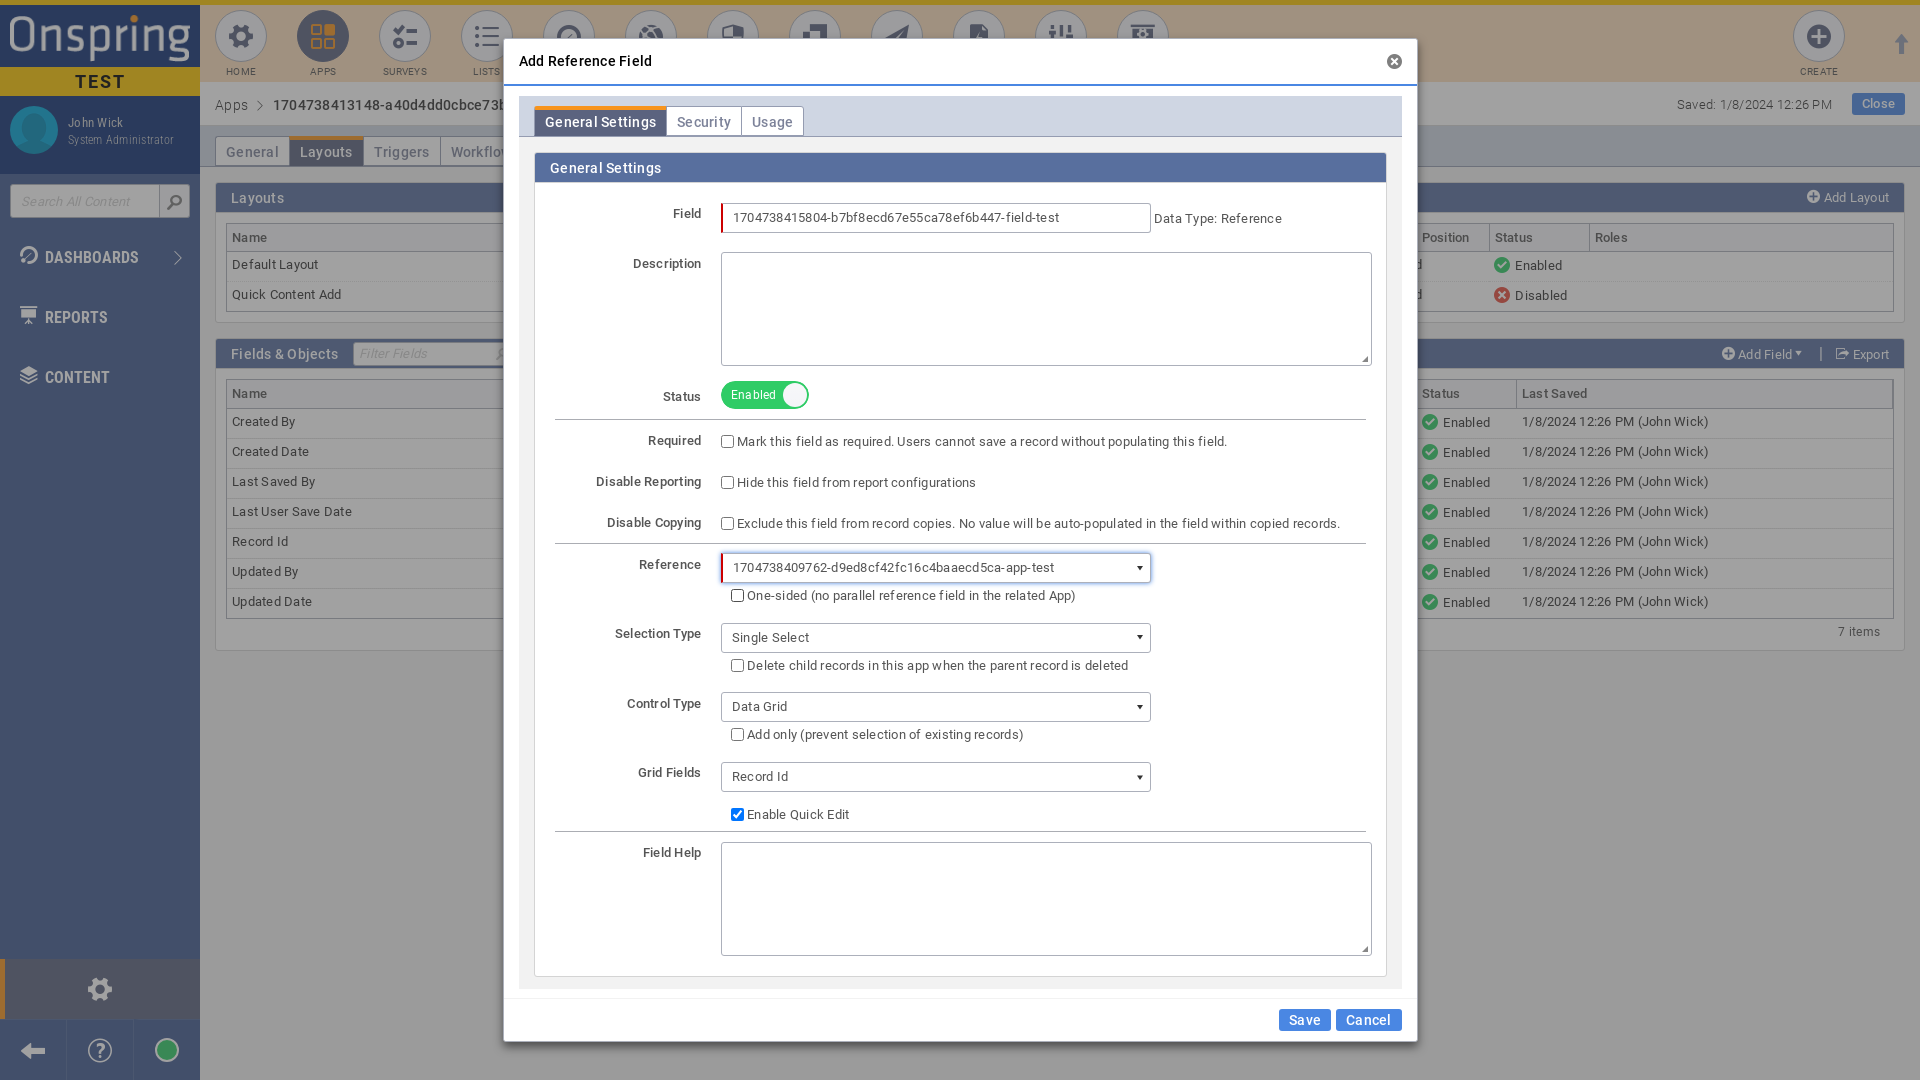 Onspring
TEST
John Wick
System Administrator
Search All Content
DASHBOARDS
REPORTS
CONTENT
HOME
APPS
SURVEYS
LISTS
CREATE
Apps
1704738413148-a40d4dd0cbce73b
Saved: 1/8/2024 12:26 PM
Close
General
Layouts
Triggers
Layouts
Add Layout
Name
Position
Status
Roles
Default Layout
Enabled
Quick Content Add
Disabled
Fields & Objects
Filter Fields
Add Field
Export
Name
Status
Last Saved
Created By
Enabled
1/8/2024 12:26 PM (John Wick)
Created Date
Enabled
1/8/2024 12:26 PM (John Wick)
Last Saved By
Enabled
1/8/2024 12:26 PM (John Wick)
Last User Save Date
Enabled
1/8/2024 12:26 PM (John Wick)
Record Id
Enabled
1/8/2024 12:26 PM (John Wick)
Updated By
Enabled
1/8/2024 12:26 PM (John Wick)
Updated Date
Enabled
1/8/2024 12:26 PM (John Wick)
7 items
Add Reference Field
General Settings
Security
Usage
General Settings
Field
1704738415804-b7bf8ecd67e55ca78ef6b447-field-test
Data Type: Reference
Description
Status
Enabled
Required
Mark this field as required. Users cannot save a record without populating this field.
Disable Reporting
Hide this field from report configurations
Disable Copying
Exclude this field from record copies. No value will be auto-populated in the field within copied records.
Reference
1704738409762-d9ed8cf42fc16c4baaecd5ca-app-test
One-sided (no parallel reference field in the related App)
Selection Type
Single Select
Delete child records in this app when the parent record is deleted
Control Type
Data Grid
Add only (prevent selection of existing records)
Grid Fields
Record Id
Enable Quick Edit
Field Help
Save
Cancel